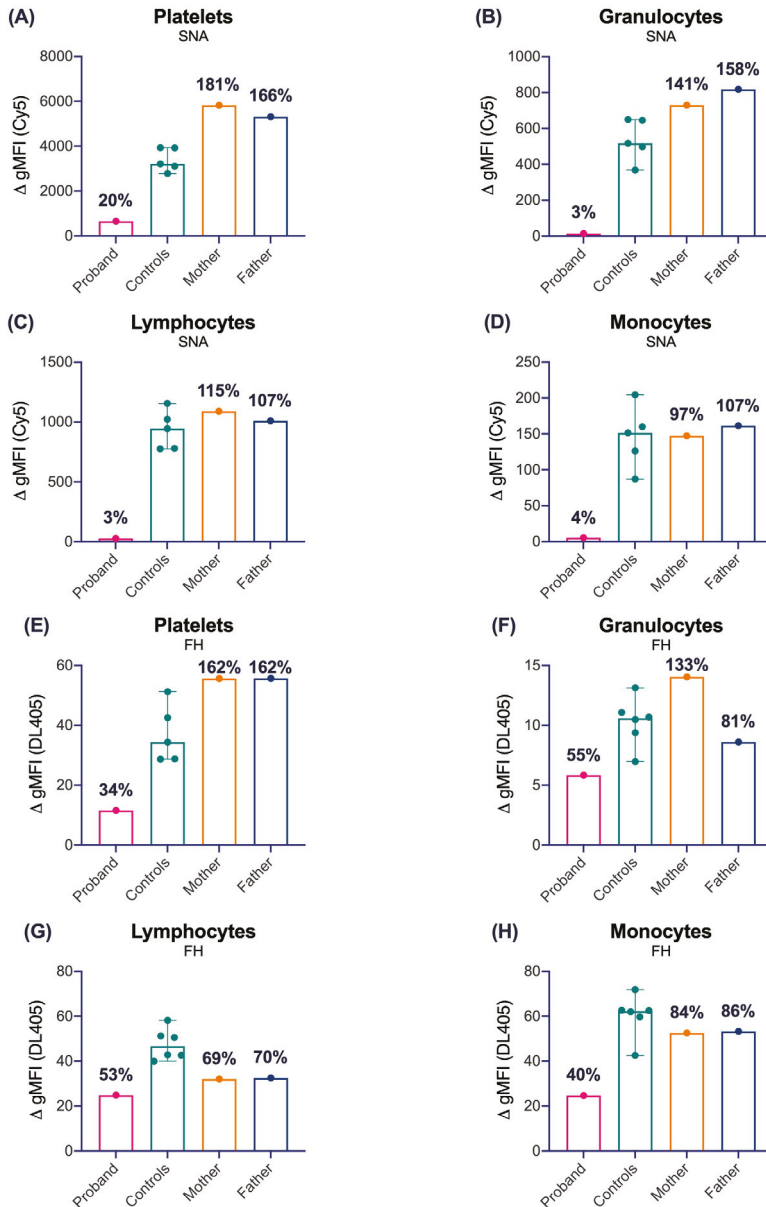 (A) Platelets
SNA
Δ gMFI (Cy5)
8000
6000
4000
2000
0
20%
181%
166%
Proband
Controls
Mother
Father
(B) Granulocytes
SNA
Δ gMFI (Cy5)
1000
800
600
400
200
0
3%
141%
158%
Proband
Controls
Mother
Father
(C) Lymphocytes
SNA
Δ gMFI (Cy5)
1500
1000
500
0
3%
115%
107%
Proband
Controls
Mother
Father
(D) Monocytes
SNA
Δ gMFI (Cy5)
250
200
150
100
50
0
4%
97%
107%
Proband
Controls
Mother
Father
(E) Platelets
FH
Δ gMFI (DL405)
60
40
20
0
34%
162%
162%
Proband
Controls
Mother
Father
(F) Granulocytes
FH
Δ gMFI (DL405)
15
10
5
0
55%
133%
81%
Proband
Controls
Mother
Father
(G) Lymphocytes
FH
Δ gMFI (DL405)
80
60
40
20
0
53%
69%
70%
Proband
Controls
Mother
Father
(H) Monocytes
FH
Δ gMFI (DL405)
80
60
40
20
0
40%
84%
86%
Proband
Controls
Mother
Father